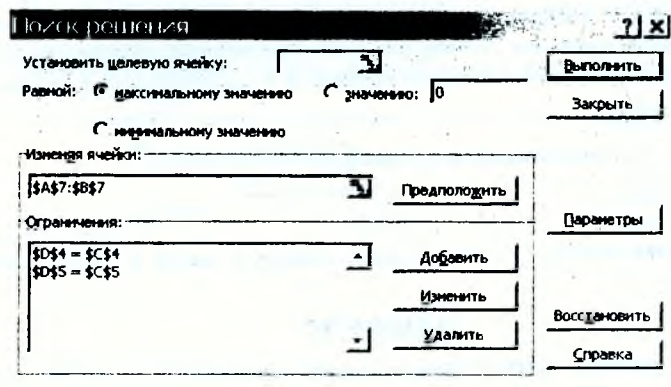 Поиск решения
Установить целевую ячейку:
Выполнить
Равной: максимальному значению значению: 0
Закрыть
минимальному значению
Изменяя ячейки:
$A$7:$B$7
Предположить
Ограничения:
Параметры
$D$4 = $C$4
$D$5 = $C$5
Добавить
Изменить
Удалить
Восстановить
Справка